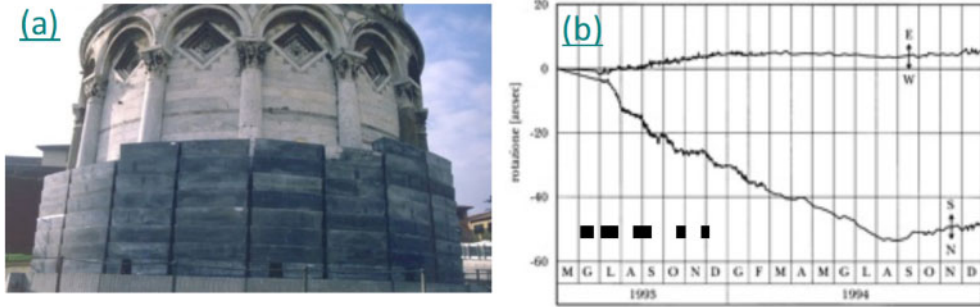 (a)
(b)
20
0
-20
-40
-60
rotazione [arcsec]
E
W
S
N
M G L A S O N D G F M A M G L A S O N D
1993 1994